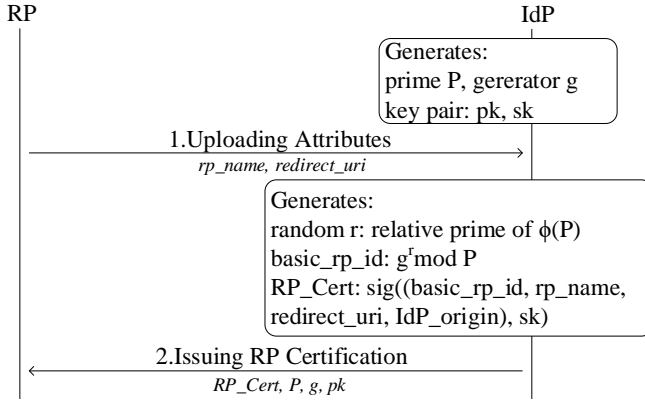 RP
IdP
Generates:
prime P, gererator g
key pair: pk, sk
1.Uploading Attributes
rp_name, redirect_uri
Generates:
random r: relative prime of ϕ(P)
basic_rp_id: gʳmod P
RP_Cert: sig((basic_rp_id, rp_name,
redirect_uri, IdP_origin), sk)
2.Issuing RP Certification
RP_Cert, P, g, pk